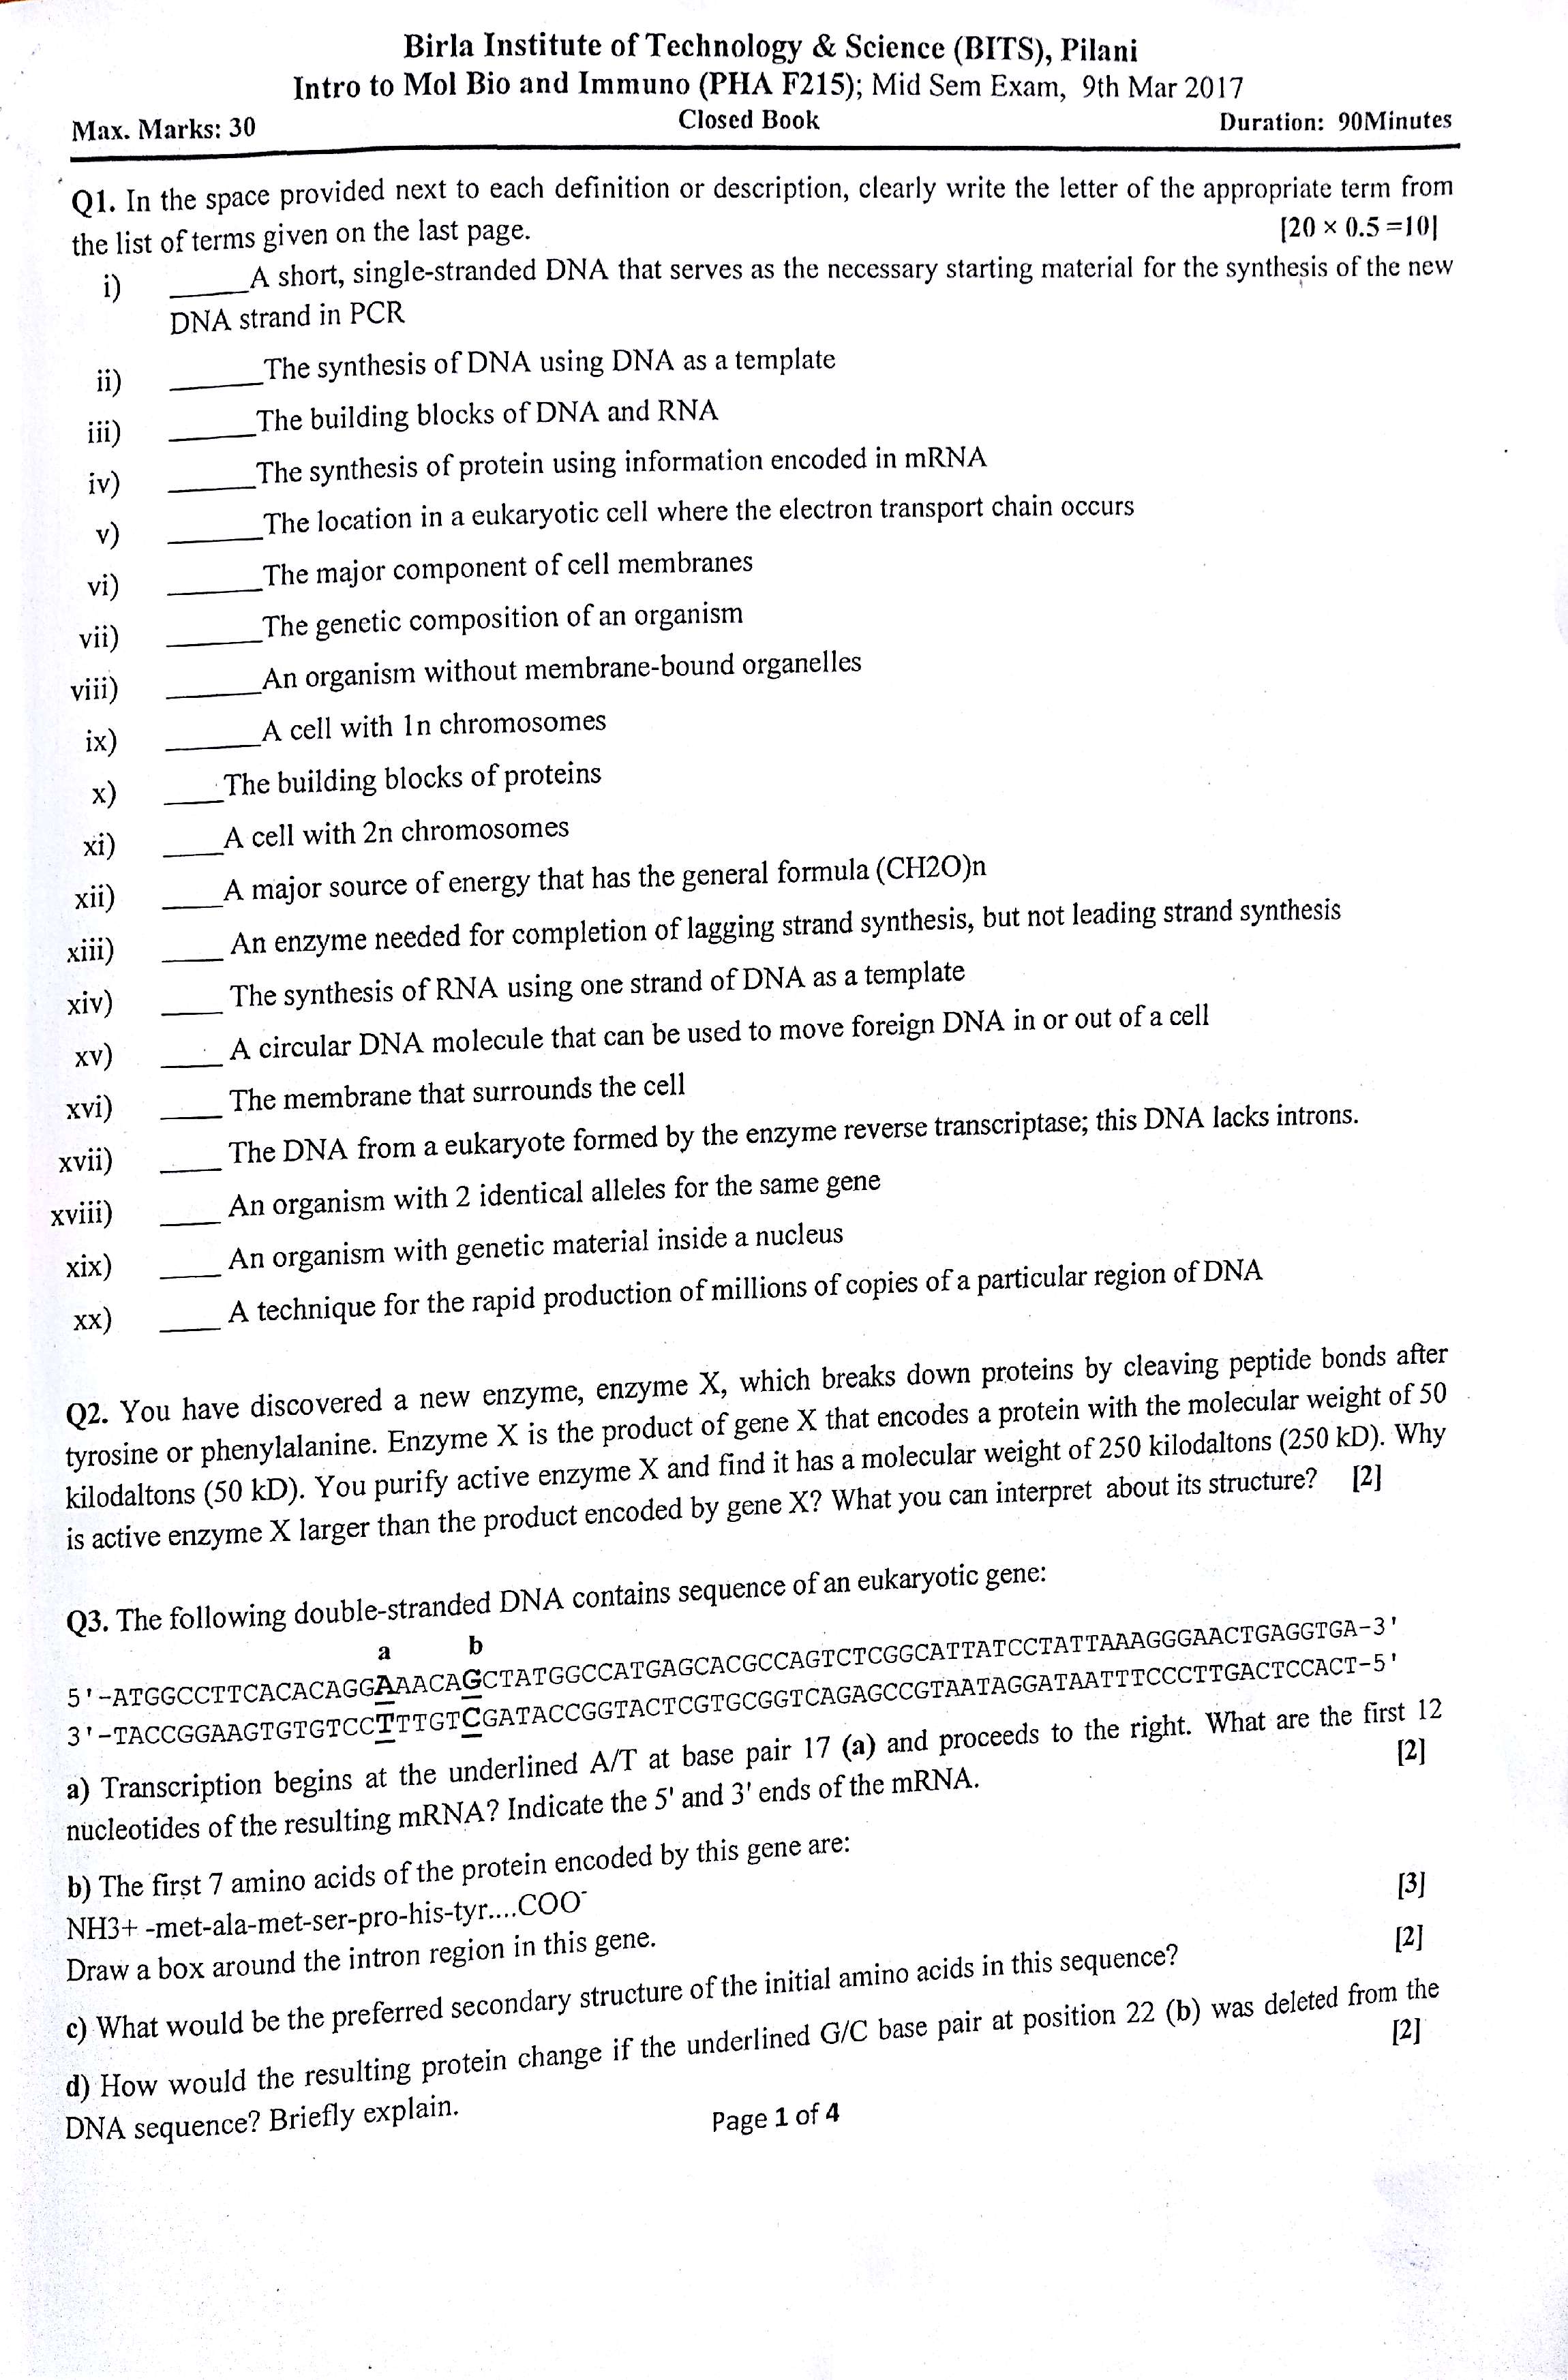 Birla Institute of Technology & Science (BITS), Pilani
Intro to Mol Bio and Immuno (PHA F215); Mid Sem Exam, 9th Mar 2017
Max. Marks: 30 Closed Book Duration: 90Minutes
Q1. In the space provided next to each definition or description, clearly write the letter of the appropriate term from
the list of terms given on the last page. [20 × 0.5 =10]
i) _____A short, single-stranded DNA that serves as the necessary starting material for the synthesis of the new
DNA strand in PCR
ii) ______The synthesis of DNA using DNA as a template
iii) ______The building blocks of DNA and RNA
iv) ______The synthesis of protein using information encoded in mRNA
v) ______The location in a eukaryotic cell where the electron transport chain occurs
vi) ______The major component of cell membranes
vii) ______The genetic composition of an organism
viii) ______An organism without membrane-bound organelles
ix) ______A cell with 1n chromosomes
x) ____The building blocks of proteins
xi) ____A cell with 2n chromosomes
xii) ____A major source of energy that has the general formula (CH2O)n
xiii) ____ An enzyme needed for completion of lagging strand synthesis, but not leading strand synthesis
xiv) ____ The synthesis of RNA using one strand of DNA as a template
xv) ____ A circular DNA molecule that can be used to move foreign DNA in or out of a cell
xvi) ____ The membrane that surrounds the cell
xvii) ____ The DNA from a eukaryote formed by the enzyme reverse transcriptase; this DNA lacks introns.
xviii) ____ An organism with 2 identical alleles for the same gene
xix) ____ An organism with genetic material inside a nucleus
xx) ____ A technique for the rapid production of millions of copies of a particular region of DNA
Q2. You have discovered a new enzyme, enzyme X, which breaks down proteins by cleaving peptide bonds after
tyrosine or phenylalanine. Enzyme X is the product of gene X that encodes a protein with the molecular weight of 50
kilodaltons (50 kD). You purify active enzyme X and find it has a molecular weight of 250 kilodaltons (250 kD). Why
is active enzyme X larger than the product encoded by gene X? What you can interpret about its structure? [2]
Q3. The following double-stranded DNA contains sequence of an eukaryotic gene:
a b
5'-ATGGCCTTCACACAGGAAACAGCTATGGCCATGAGCACGCCAGTCTCGGCATTATCCTATTAAAGGGAACTGAGGTGA-3'
3'-TACCGGAAGTGTGTCCTTTGTCGATACCGGTACTCGTGCGGTCAGAGCCGTAATAGGATAATTTCCCTTGACTCCACT-5'
a) Transcription begins at the underlined A/T at base pair 17 (a) and proceeds to the right. What are the first 12
nucleotides of the resulting mRNA? Indicate the 5' and 3' ends of the mRNA. [2]
b) The first 7 amino acids of the protein encoded by this gene are:
NH3+ -met-ala-met-ser-pro-his-tyr....COO⁻ [3]
Draw a box around the intron region in this gene.
c) What would be the preferred secondary structure of the initial amino acids in this sequence? [2]
d) How would the resulting protein change if the underlined G/C base pair at position 22 (b) was deleted from the
DNA sequence? Briefly explain. [2]
Page 1 of 4